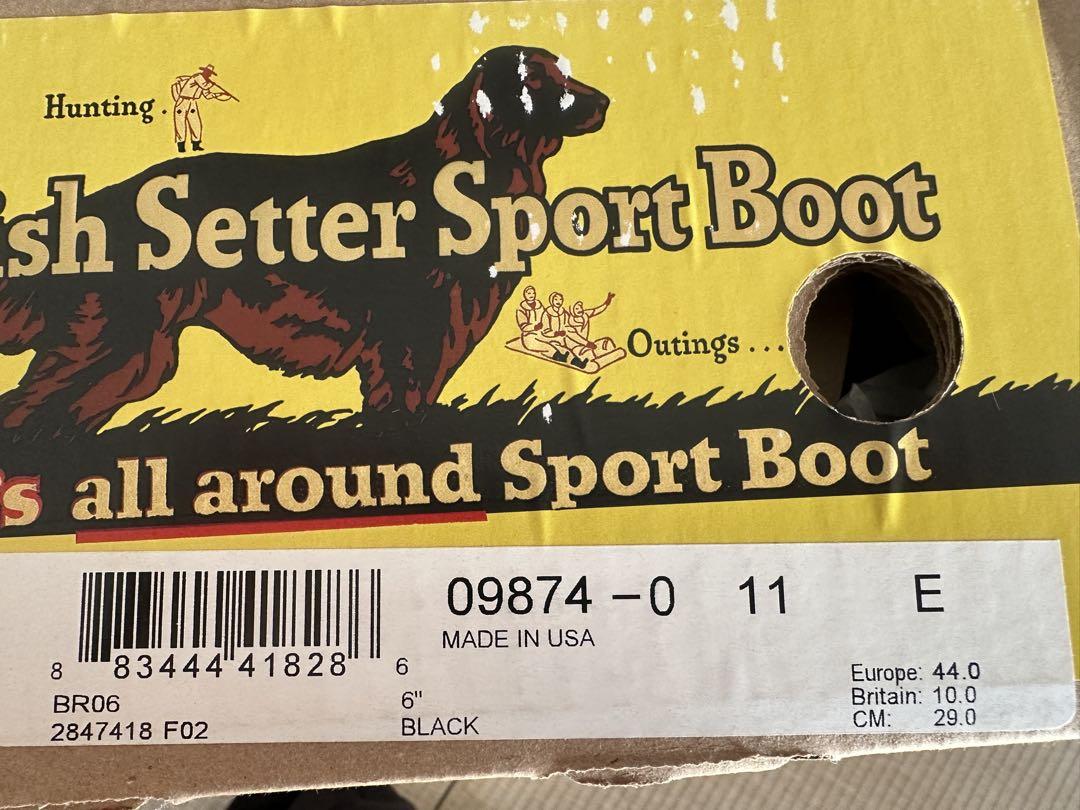 Hunting .
ish Setter Sport Boot
Outings ...
's all around Sport Boot
09874 -0 11 E
MADE IN USA
8 83444 41828 6
BR06
2847418 F02
6"
BLACK
Europe: 44.0
Britain: 10.0
CM: 29.0